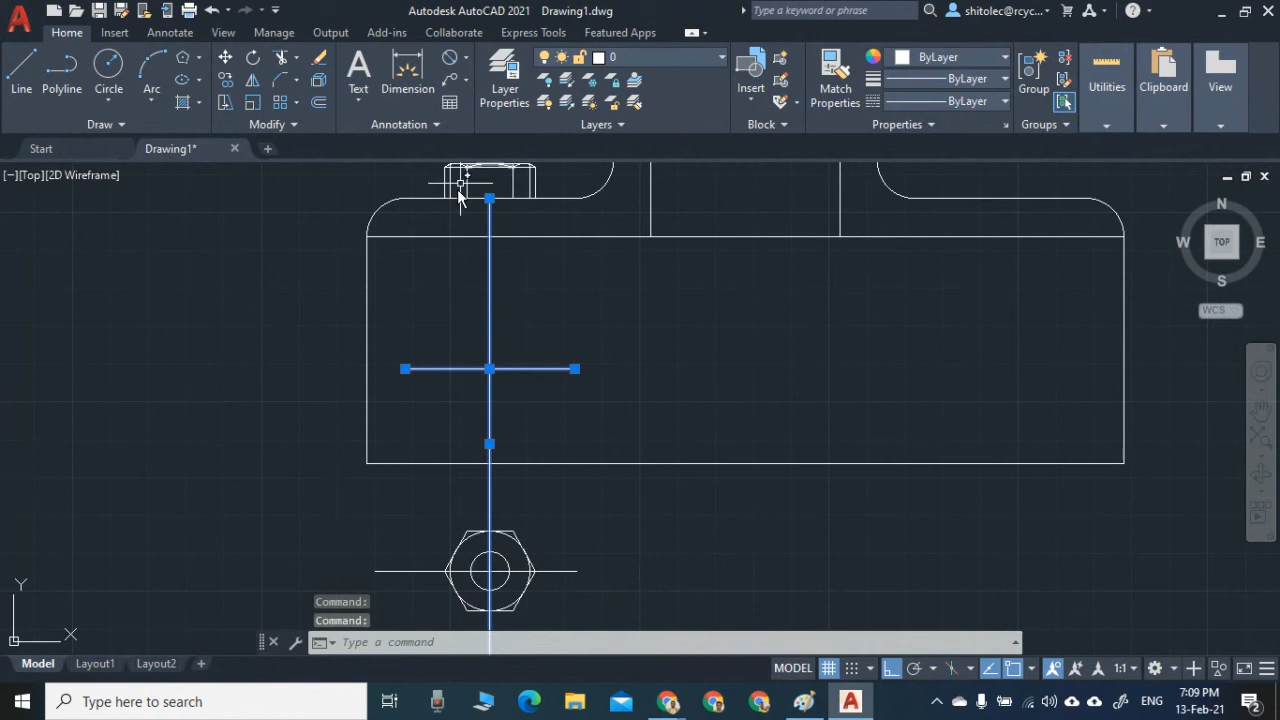 Autodesk AutoCAD 2021 Drawing1.dwg
Type a keyword or phrase
shitolec@rcyc...
Home Insert Annotate View Manage Output Add-ins Collaborate Express Tools Featured Apps
Line Polyline Circle Arc
Text Dimension
Layer Properties
0
Insert
Match Properties
ByLayer
ByLayer
ByLayer
Group
Utilities
Clipboard
View
Draw Modify Annotation Layers Block Properties Groups
Start Drawing1*
[−][Top][2D Wireframe]
N
W TOP E
S
WCS
Y
X
Command:
Command:
Type a command
Model Layout1 Layout2
MODEL 1:1
Type here to search
ENG
7:09 PM
13-Feb-21
2